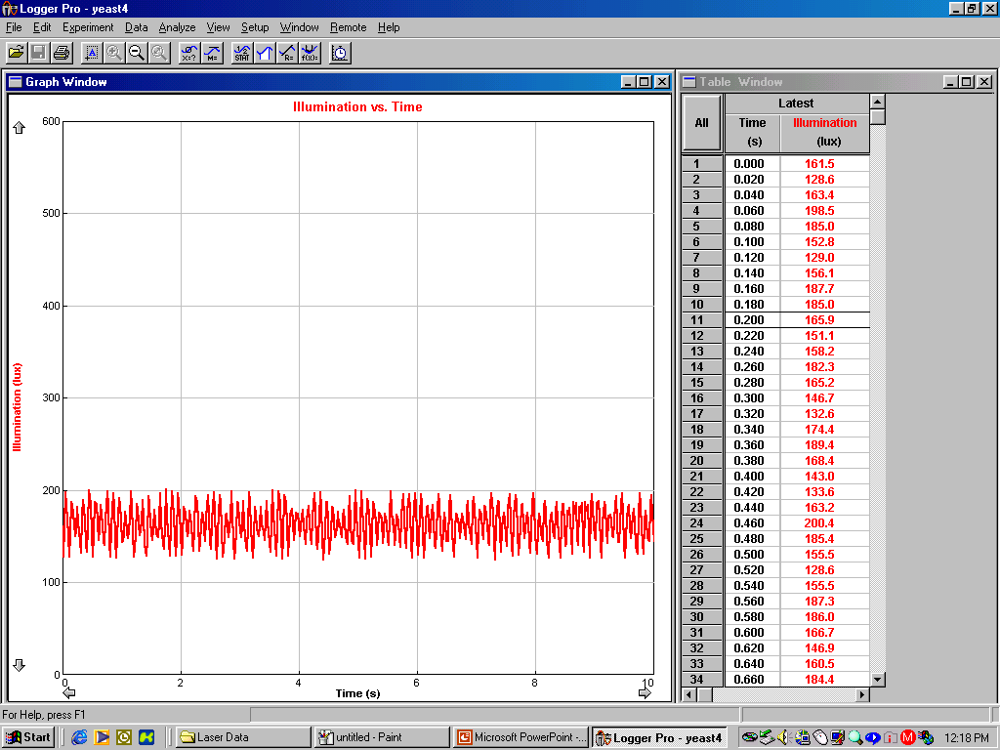 Logger Pro - yeast4
File Edit Experiment Data Analyze View Setup Window Remote Help
A X=? M= STAT R= f(x)=
Graph Window
Illumination vs. Time
600
500
400
300
200
100
0
Illumination (lux)
0 2 4 6 8 10
Time (s)
Table Window
All Latest
Time Illumination
(s) (lux)
1 0.000 161.5
2 0.020 128.6
3 0.040 163.4
4 0.060 198.5
5 0.080 185.0
6 0.100 152.8
7 0.120 129.0
8 0.140 156.1
9 0.160 187.7
10 0.180 185.0
11 0.200 165.9
12 0.220 151.1
13 0.240 158.2
14 0.260 182.3
15 0.280 165.2
16 0.300 146.7
17 0.320 132.6
18 0.340 174.4
19 0.360 189.4
20 0.380 168.4
21 0.400 143.0
22 0.420 133.6
23 0.440 163.2
24 0.460 200.4
25 0.480 185.4
26 0.500 155.5
27 0.520 128.6
28 0.540 155.5
29 0.560 187.3
30 0.580 186.0
31 0.600 166.7
32 0.620 146.9
33 0.640 160.5
34 0.660 184.4
For Help, press F1
Start Laser Data untitled - Paint Microsoft PowerPoint -... Logger Pro - yeast4 M 12:18 PM